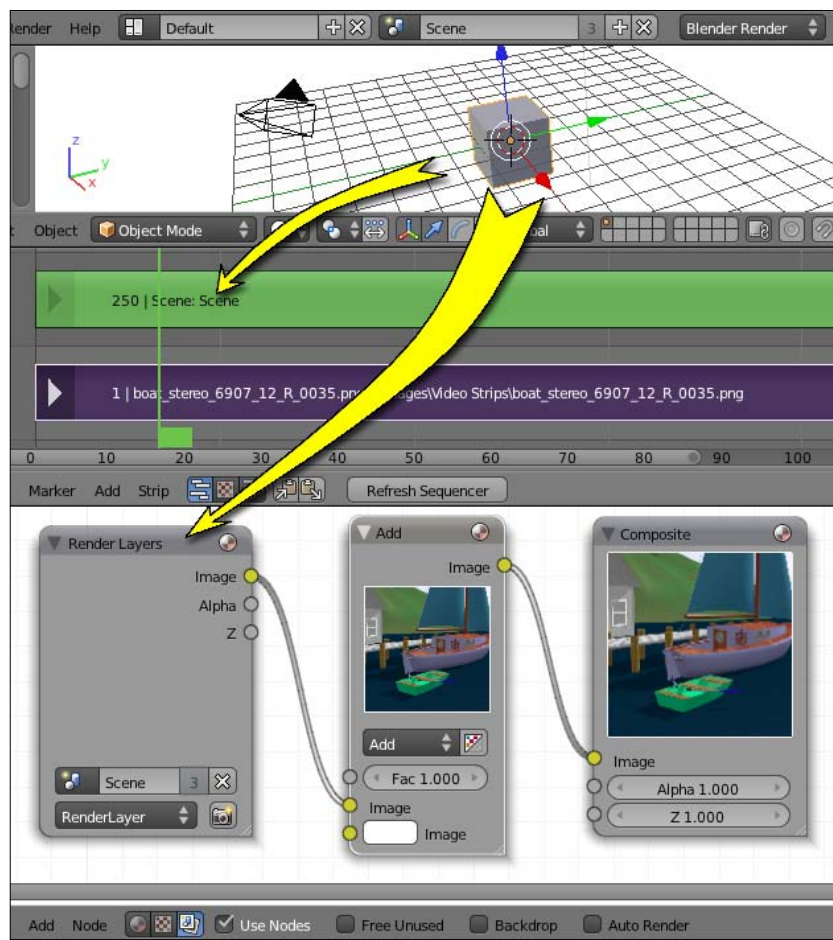 Render Help Default Scene 3 Blender Render
z
y
x
Object Object Mode
250 | Scene: Scene
1 | boat_stereo_6907_12_R_0035.png \Video Strips\boat_stereo_6907_12_R_0035.png
0 10 20 30 40 50 60 70 80 90 100
Marker Add Strip Refresh Sequencer
Render Layers
Image
Alpha
Z
Scene 3
RenderLayer
Add
Image
Add
Fac 1.000
Image
Image
Composite
Image
Alpha 1.000
Z 1.000
Add Node Use Nodes Free Unused Backdrop Auto Render